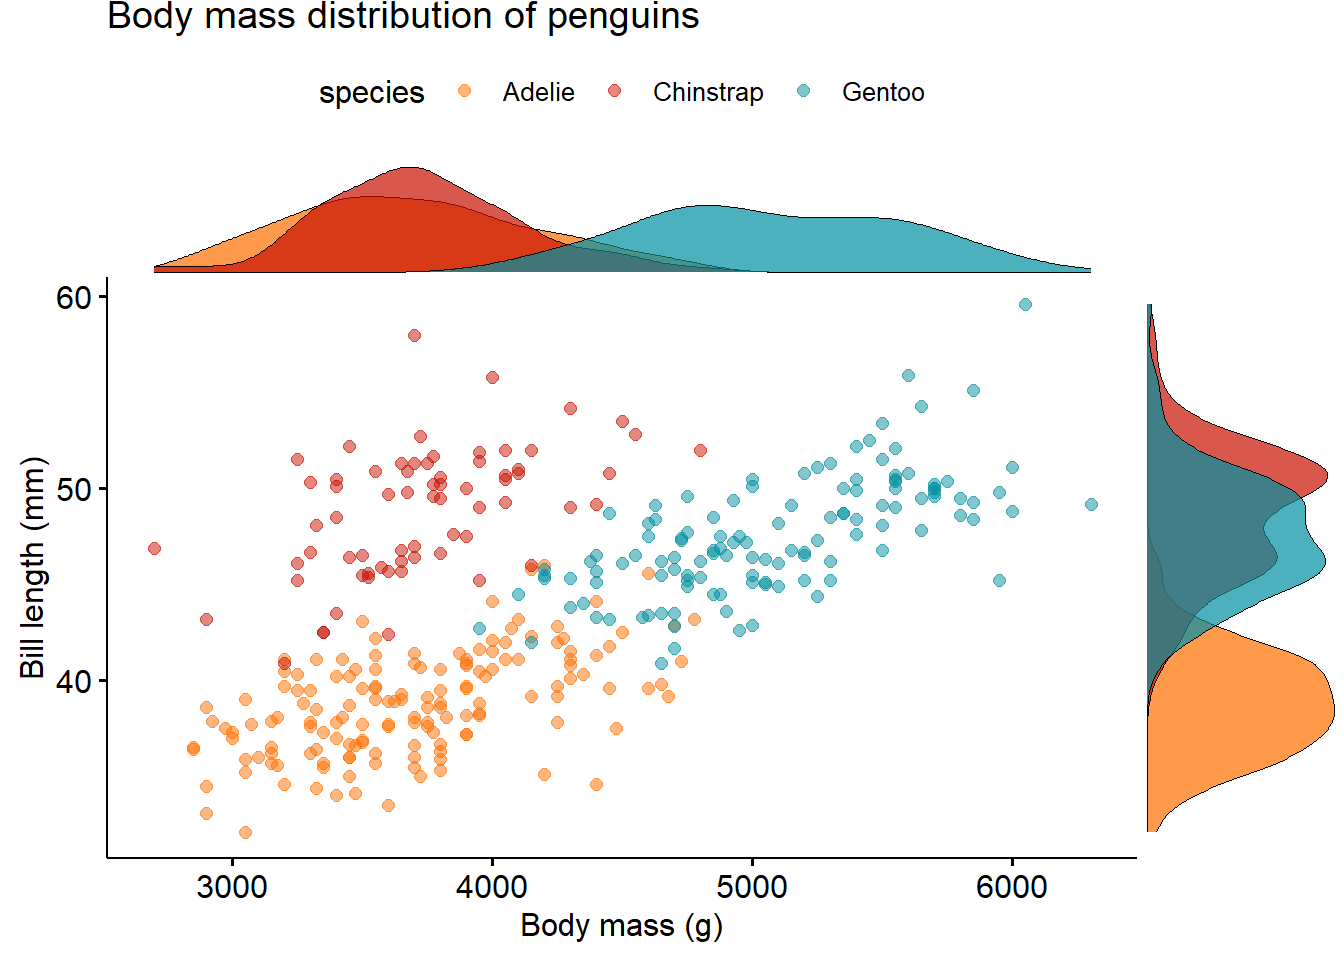 Body mass distribution of penguins
species Adelie Chinstrap Gentoo
60
50
40
Bill length (mm)
3000 4000 5000 6000
Body mass (g)